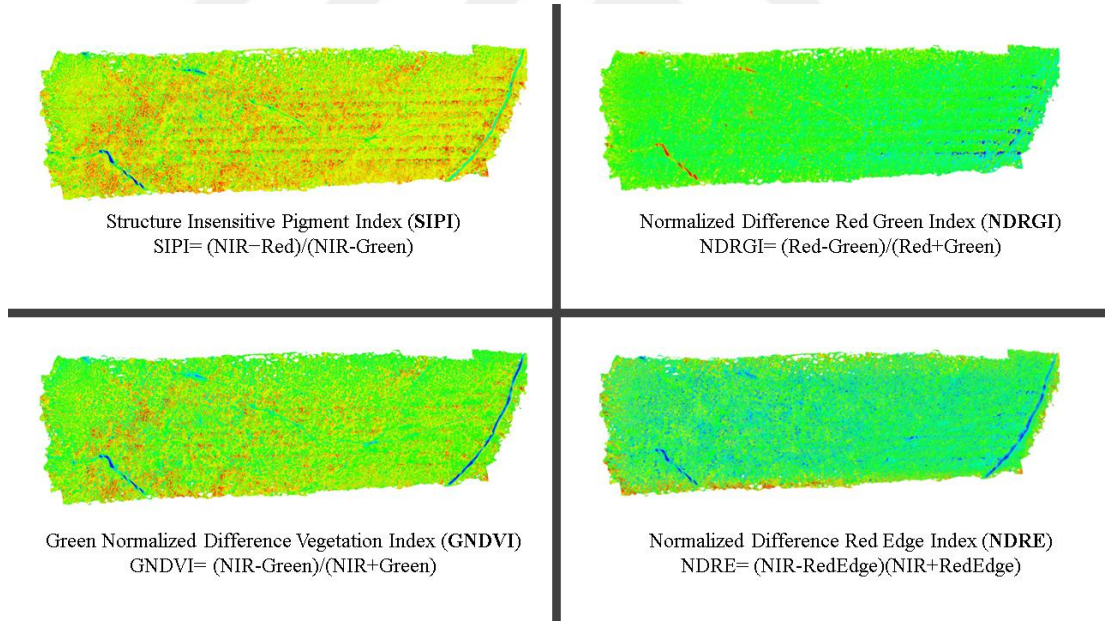 Structure Insensitive Pigment Index (SIPI)
SIPI= (NIR−Red)/(NIR-Green)
Normalized Difference Red Green Index (NDRGI)
NDRGI= (Red-Green)/(Red+Green)
Green Normalized Difference Vegetation Index (GNDVI)
GNDVI= (NIR-Green)/(NIR+Green)
Normalized Difference Red Edge Index (NDRE)
NDRE= (NIR-RedEdge)(NIR+RedEdge)